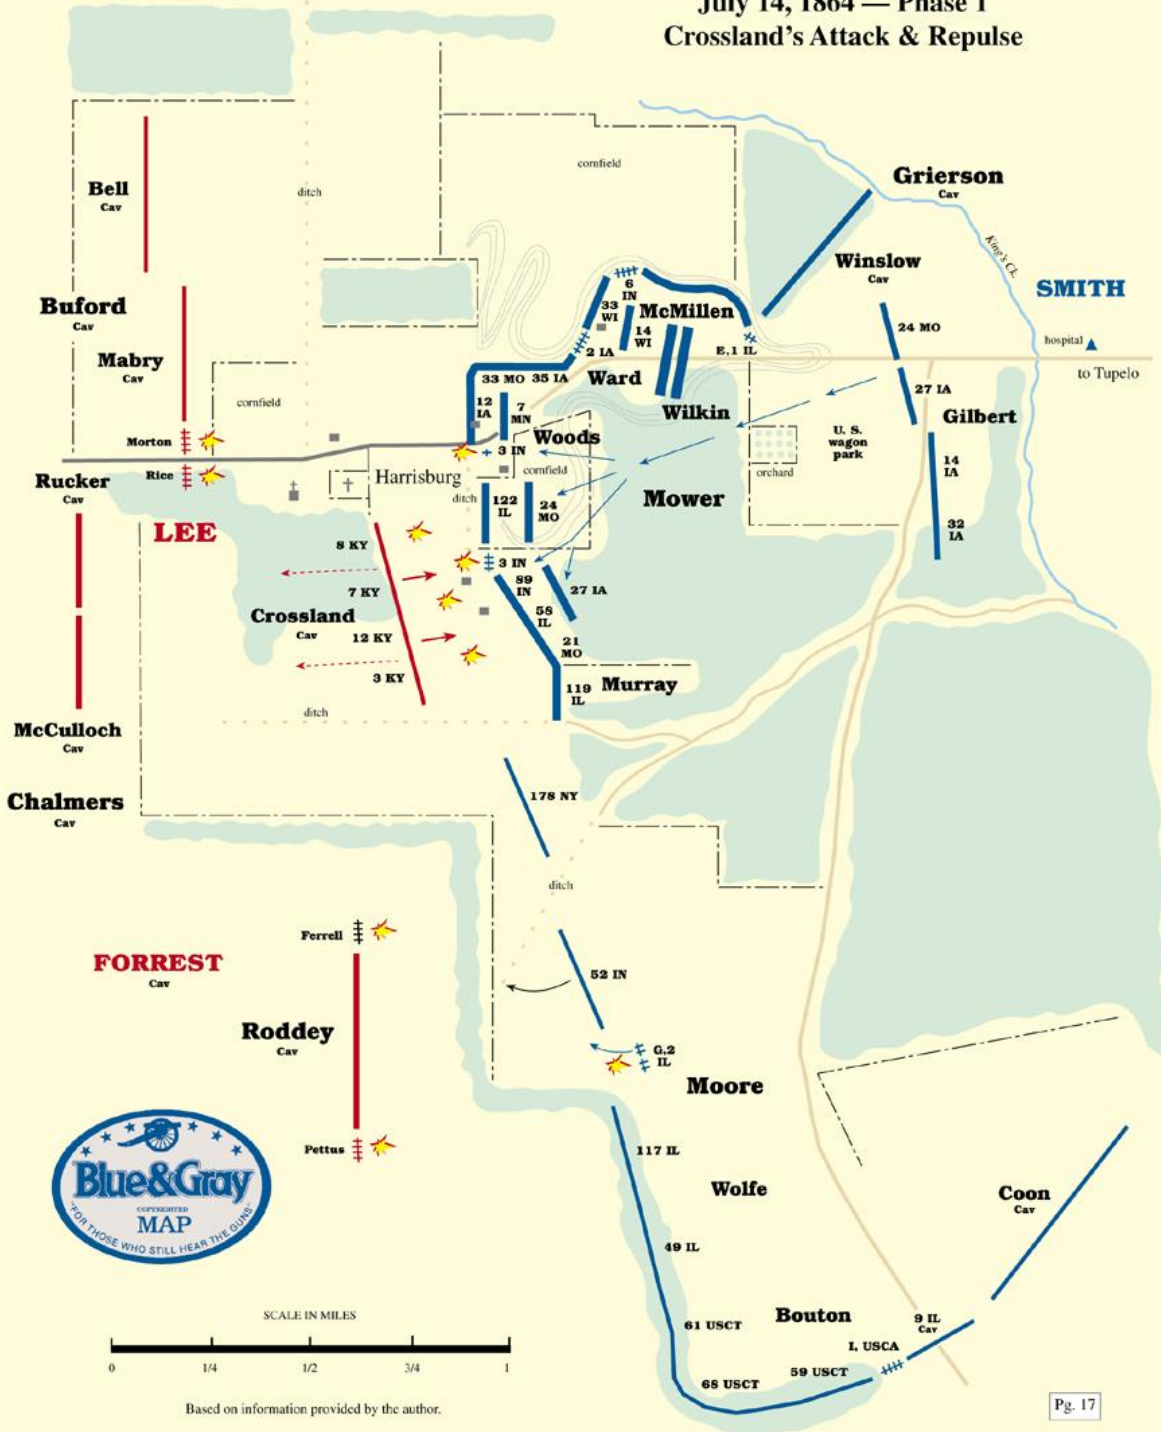 July 14, 1864 — Phase 1
Crossland's Attack & Repulse
cornfield
Grierson
Cav
Bell
Cav
ditch
King's Ck.
Winslow
Cav
SMITH
Buford
Cav
6
IN
33
WI
McMillen
24 MO
14
WI
hospital
Mabry
Cav
2 IA
E,1 IL
to Tupelo
33 MO
35 IA
Ward
27 IA
cornfield
12
IA
7
MN
Wilkin
Gilbert
Morton
Woods
U. S.
wagon
park
3 IN
14
IA
Rice
Harrisburg
cornfield
orchard
Rucker
Cav
ditch
122
IL
24
MO
Mower
LEE
32
IA
8 KY
3 IN
7 KY
89
IN
27 IA
Crossland
Cav
58
IL
12 KY
21
MO
3 KY
119
IL
Murray
ditch
McCulloch
Cav
178 NY
Chalmers
Cav
ditch
Ferrell
FORREST
Cav
52 IN
Roddey
Cav
G,2
IL
Moore
Pettus
117 IL
Blue&Gray
COPYRIGHTED
MAP
"FOR THOSE WHO STILL HEAR THE GUNS"
Wolfe
Coon
Cav
49 IL
SCALE IN MILES
61 USCT
Bouton
9 IL
Cav
I, USCA
0
1/4
1/2
3/4
1
68 USCT
59 USCT
Based on information provided by the author.
Pg. 17